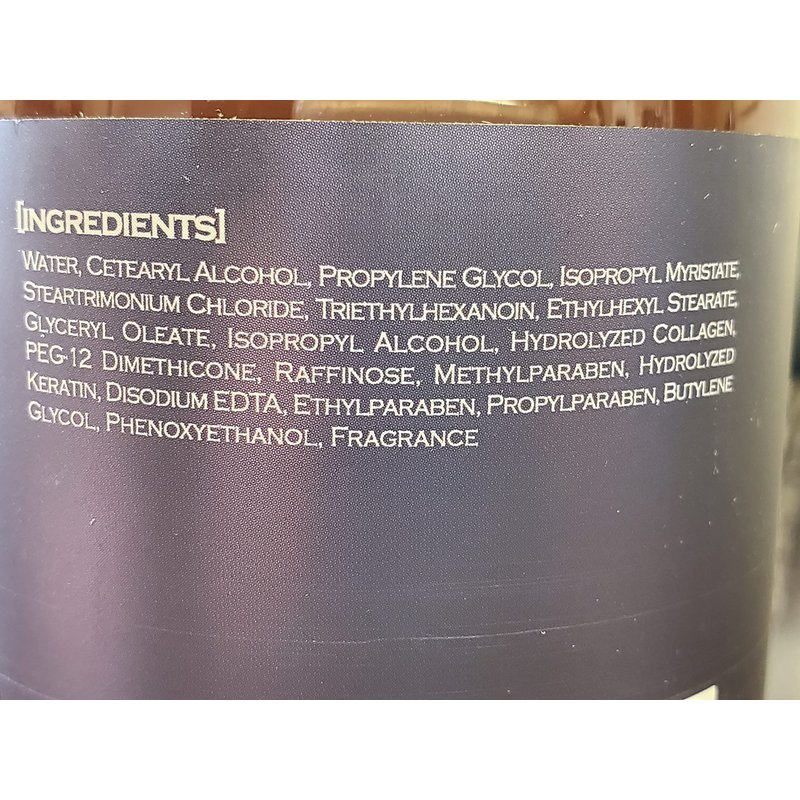 [INGREDIENTS]
WATER, CETEARYL ALCOHOL, PROPYLENE GLYCOL, ISOPROPYL MYRISTATE,
STEARTRIMONIUM CHLORIDE, TRIETHYLHEXANOIN, ETHYLHEXYL STEARATE,
GLYCERYL OLEATE, ISOPROPYL ALCOHOL, HYDROLYZED COLLAGEN,
PEG-12 DIMETHICONE, RAFFINOSE, METHYLPARABEN, HYDROLYZED
KERATIN, DISODIUM EDTA, ETHYLPARABEN, PROPYLPARABEN, BUTYLENE
GLYCOL, PHENOXYETHANOL, FRAGRANCE